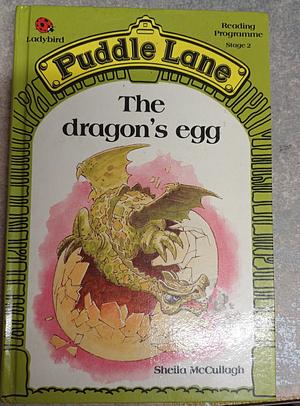 Ladybird
Reading
Programme
Stage 2
Puddle Lane
The
dragon's egg
Sheila McCullagh